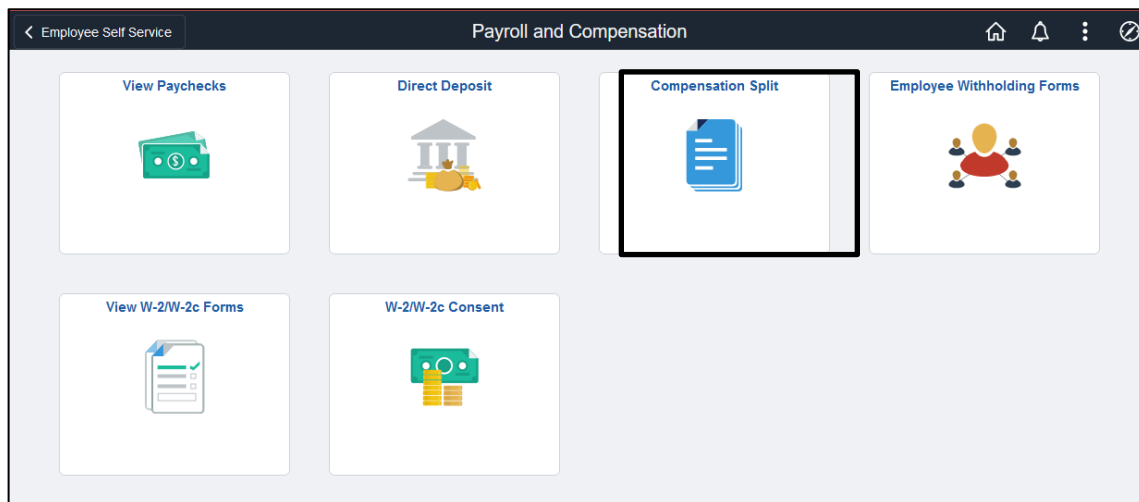 Employee Self Service
Payroll and Compensation
View Paychecks
Direct Deposit
Compensation Split
Employee Withholding Forms
View W-2/W-2c Forms
W-2/W-2c Consent